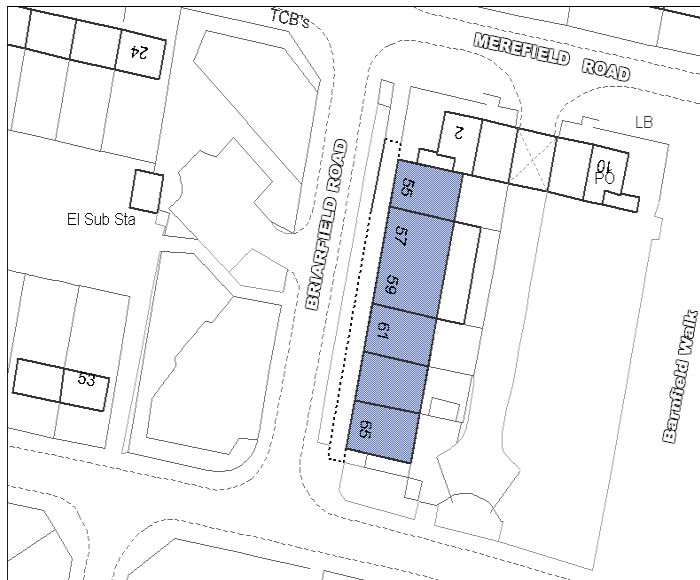 TCB's
MEREFIELD ROAD
24
2
LB
10
PO
55
El Sub Sta
BRIARFIELD ROAD
57
59
61
Barnfield Walk
53
65